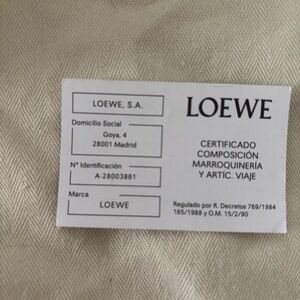 LOEWE, S.A.
Domicilio Social
Goya, 4
28001 Madrid
N° Identificación
A-28003861
Marca
LOEWE
LOEWE
CERTIFICADO
COMPOSICIÓN
MARROQUINERÍA
Y ARTÍC. VIAJE
Regulado por R. Decretos 769/1984
165/1988 y O.M. 15/2/90